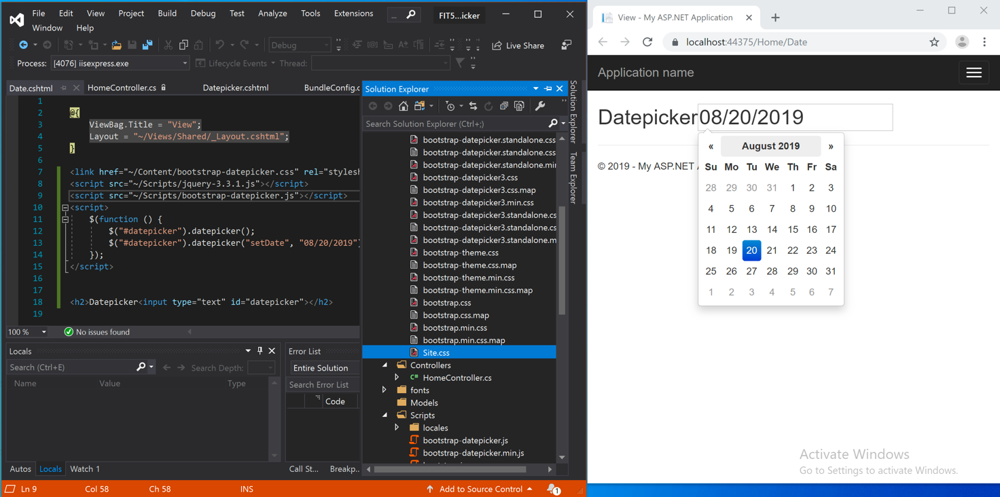 File Edit View Project Build Debug Test Analyze Tools Extensions ... FIT5...icker
Window Help
Debug Live Share
Process: [4076] iisexpress.exe Lifecycle Events Thread:
Date.cshtml HomeController.cs Datepicker.cshtml BundleConfig.c
1
2 @{
3 ViewBag.Title = "View";
4 Layout = "~/Views/Shared/_Layout.cshtml";
5 }
6
7 <link href="~/Content/bootstrap-datepicker.css" rel="stylesh
8 <script src="~/Scripts/jquery-3.3.1.js"></script>
9 <script src="~/Scripts/bootstrap-datepicker.js"></script>
10 <script>
11 $(function () {
12 $("#datepicker").datepicker();
13 $("#datepicker").datepicker("setDate", "08/20/2019")
14 });
15 </script>
16
17
18 <h2>Datepicker<input type="text" id="datepicker"></h2>
19
100 % No issues found
Locals
Search (Ctrl+E) Search Depth:
Name Value Type
Autos Locals Watch 1
Error List
Entire Solution
Search Error List
Code
Call St... Breakp..
Solution Explorer
Search Solution Explorer (Ctrl+;)
bootstrap-datepicker.standalone.css
bootstrap-datepicker.standalone.css
bootstrap-datepicker.standalone.min
bootstrap-datepicker3.css
bootstrap-datepicker3.css.map
bootstrap-datepicker3.min.css
bootstrap-datepicker3.standalone.cs
bootstrap-datepicker3.standalone.cs
bootstrap-datepicker3.standalone.m
bootstrap-theme.css
bootstrap-theme.css.map
bootstrap-theme.min.css
bootstrap-theme.min.css.map
bootstrap.css
bootstrap.css.map
bootstrap.min.css
bootstrap.min.css.map
Site.css
Controllers
C# HomeController.cs
fonts
Models
Scripts
locales
bootstrap-datepicker.js
bootstrap-datepicker.min.js
Solution Explorer
Team Explorer
Ln 9 Col 58 Ch 58 INS Add to Source Control 1
View - My ASP.NET Application
localhost:44375/Home/Date
Application name
Datepicker 08/20/2019
« August 2019 »
Su Mo Tu We Th Fr Sa
28 29 30 31 1 2 3
4 5 6 7 8 9 10
11 12 13 14 15 16 17
18 19 20 21 22 23 24
25 26 27 28 29 30 31
1 2 3 4 5 6 7
© 2019 - My ASP.NET
Activate Windows
Go to Settings to activate Windows.